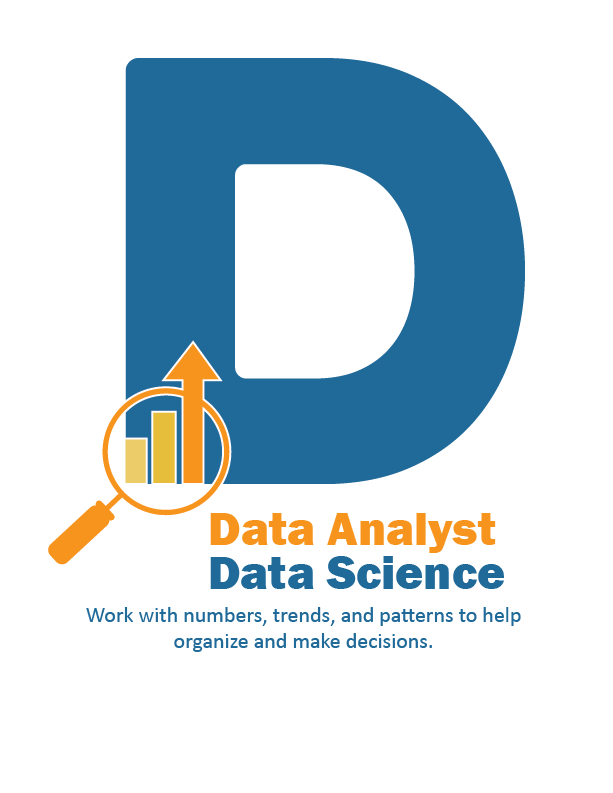 D
Data Analyst
Data Science
Work with numbers, trends, and patterns to help
organize and make decisions.